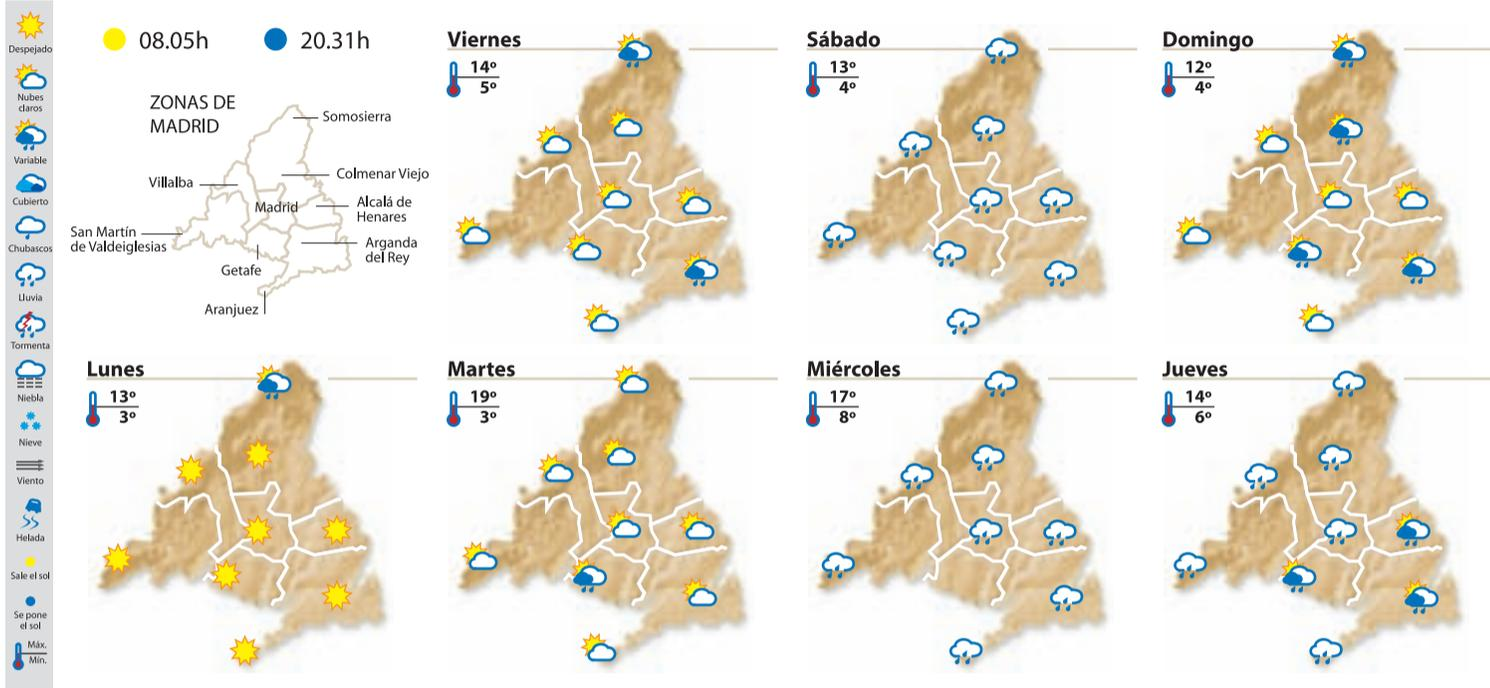 Despejado
Nubes
claros
Variable
Cubierto
Chubascos
Lluvia
Tormenta
Niebla
Nieve
Viento
Helada
Sale el sol
Se pone
el sol
Máx.
Mín.
08.05h
20.31h
ZONAS DE
MADRID
Somosierra
Colmenar Viejo
Villalba
Madrid
Alcalá de
Henares
San Martín
de Valdeiglesias
Arganda
del Rey
Getafe
Aranjuez
Viernes
14º
5º
Sábado
13º
4º
Domingo
12º
4º
Lunes
13º
3º
Martes
19º
3º
Miércoles
17º
8º
Jueves
14º
6º